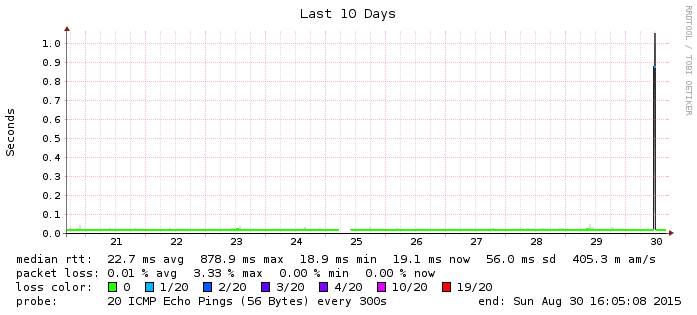 Last 10 Days
RRDTOOL / TOBI OETIKER
Seconds
1.0
0.9
0.8
0.7
0.6
0.5
0.4
0.3
0.2
0.1
0.0
21 22 23 24 25 26 27 28 29 30
median rtt: 22.7 ms avg 878.9 ms max 18.9 ms min 19.1 ms now 56.0 ms sd 405.3 m am/s
packet loss: 0.01 % avg 3.33 % max 0.00 % min 0.00 % now
loss color: 0 1/20 2/20 3/20 4/20 10/20 19/20
probe: 20 ICMP Echo Pings (56 Bytes) every 300s end: Sun Aug 30 16:05:08 2015